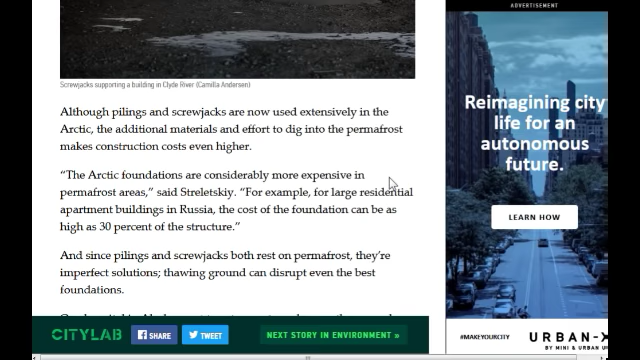 ADVERTISEMENT
Screwjacks supporting a building in Clyde River (Camilla Andersen)
Although pilings and screwjacks are now used extensively in the
Arctic, the additional materials and effort to dig into the permafrost
makes construction costs even higher.
“The Arctic foundations are considerably more expensive in
permafrost areas,” said Streletskiy. “For example, for large residential
apartment buildings in Russia, the cost of the foundation can be as
high as 30 percent of the structure.”
And since pilings and screwjacks both rest on permafrost, they’re
imperfect solutions; thawing ground can disrupt even the best
foundations.
Reimagining city
life for an
autonomous
future.
LEARN HOW
CITYLAB
SHARE
TWEET
NEXT STORY IN ENVIRONMENT »
#MAKEYOURCITY
URBAN-X
BY MINI & URBAN U